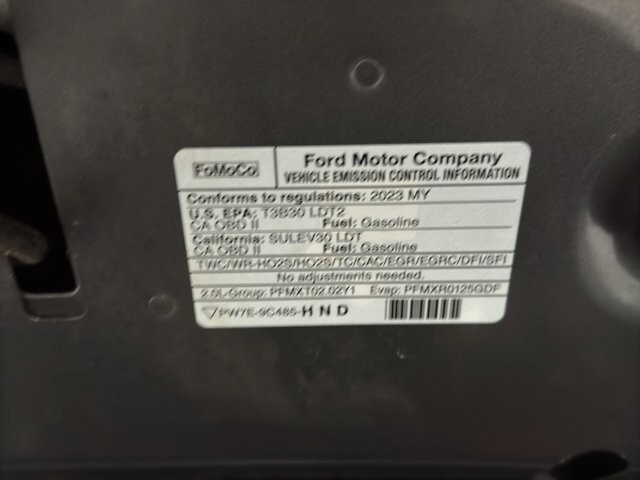 FoMoCo
Ford Motor Company
VEHICLE EMISSION CONTROL INFORMATION
Conforms to regulations: 2023 MY
U.S. EPA: T3B30 LDT2
CA OBD II Fuel: Gasoline
California: SULEV30 LDT
CA OBD II Fuel: Gasoline
TWC/WR-HO2S/HO2S/TC/CAC/EGR/EGRC/DFI/SFI
No adjustments needed.
2.0L-Group: PFMXT02.02Y1 Evap: PFMXR0125GDF
PW7E-9C485-H N D